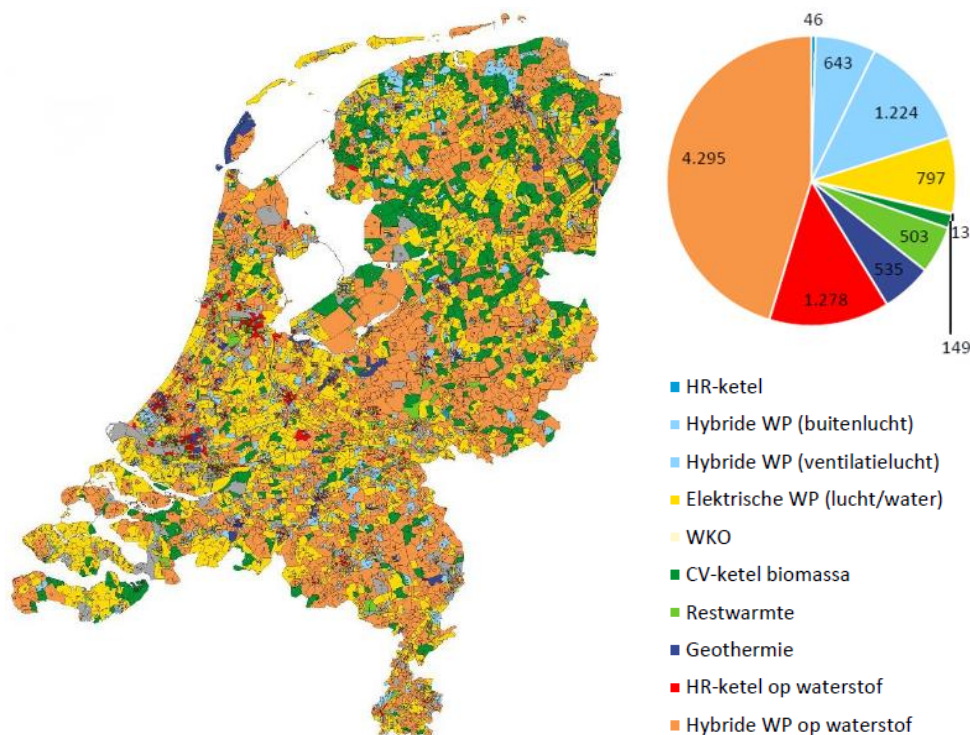 46
643
1.224
4.295
797
13
503
535
1.278
149
HR-ketel
Hybride WP (buitenlucht)
Hybride WP (ventilatielucht)
Elektrische WP (lucht/water)
WKO
CV-ketel biomassa
Restwarmte
Geothermie
HR-ketel op waterstof
Hybride WP op waterstof